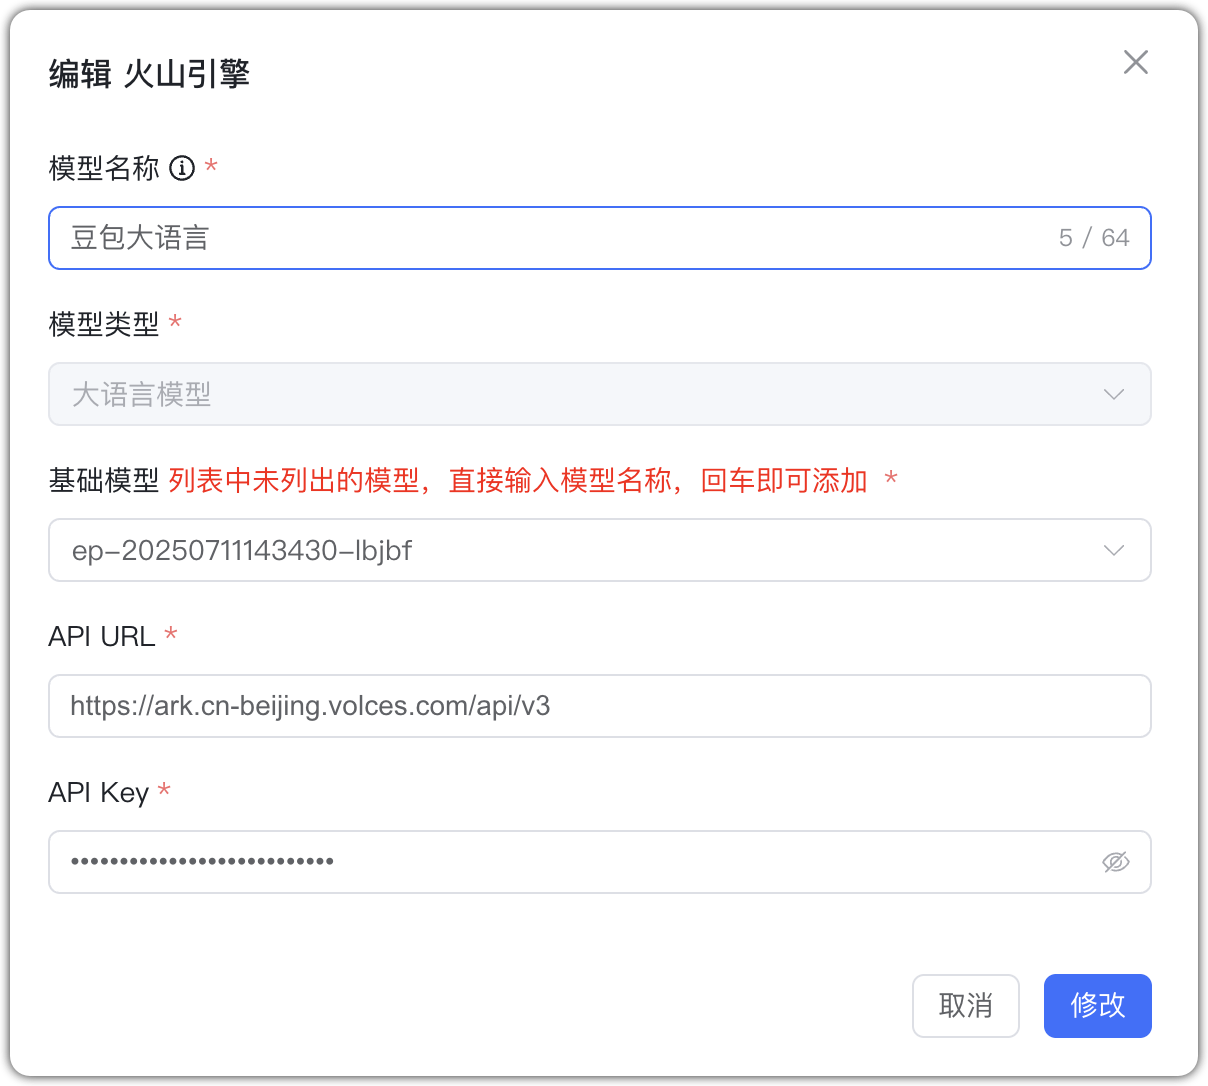 编辑 火山引擎
模型名称 *
豆包大语言 5 / 64
模型类型 *
大语言模型
基础模型 列表中未列出的模型，直接输入模型名称，回车即可添加 *
ep-20250711143430-lbjbf
API URL *
https://ark.cn-beijing.volces.com/api/v3
API Key *
•••••••••••••••••••••••••••
取消 修改